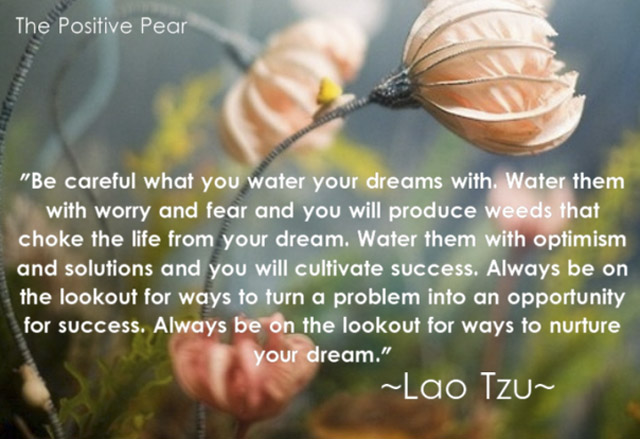 The Positive Pear
"Be careful what you water your dreams with. Water them
with worry and fear and you will produce weeds that
choke the life from your dream. Water them with optimism
and solutions and you will cultivate success. Always be on
the lookout for ways to turn a problem into an opportunity
for success. Always be on the lookout for ways to nurture
your dream."
~Lao Tzu~